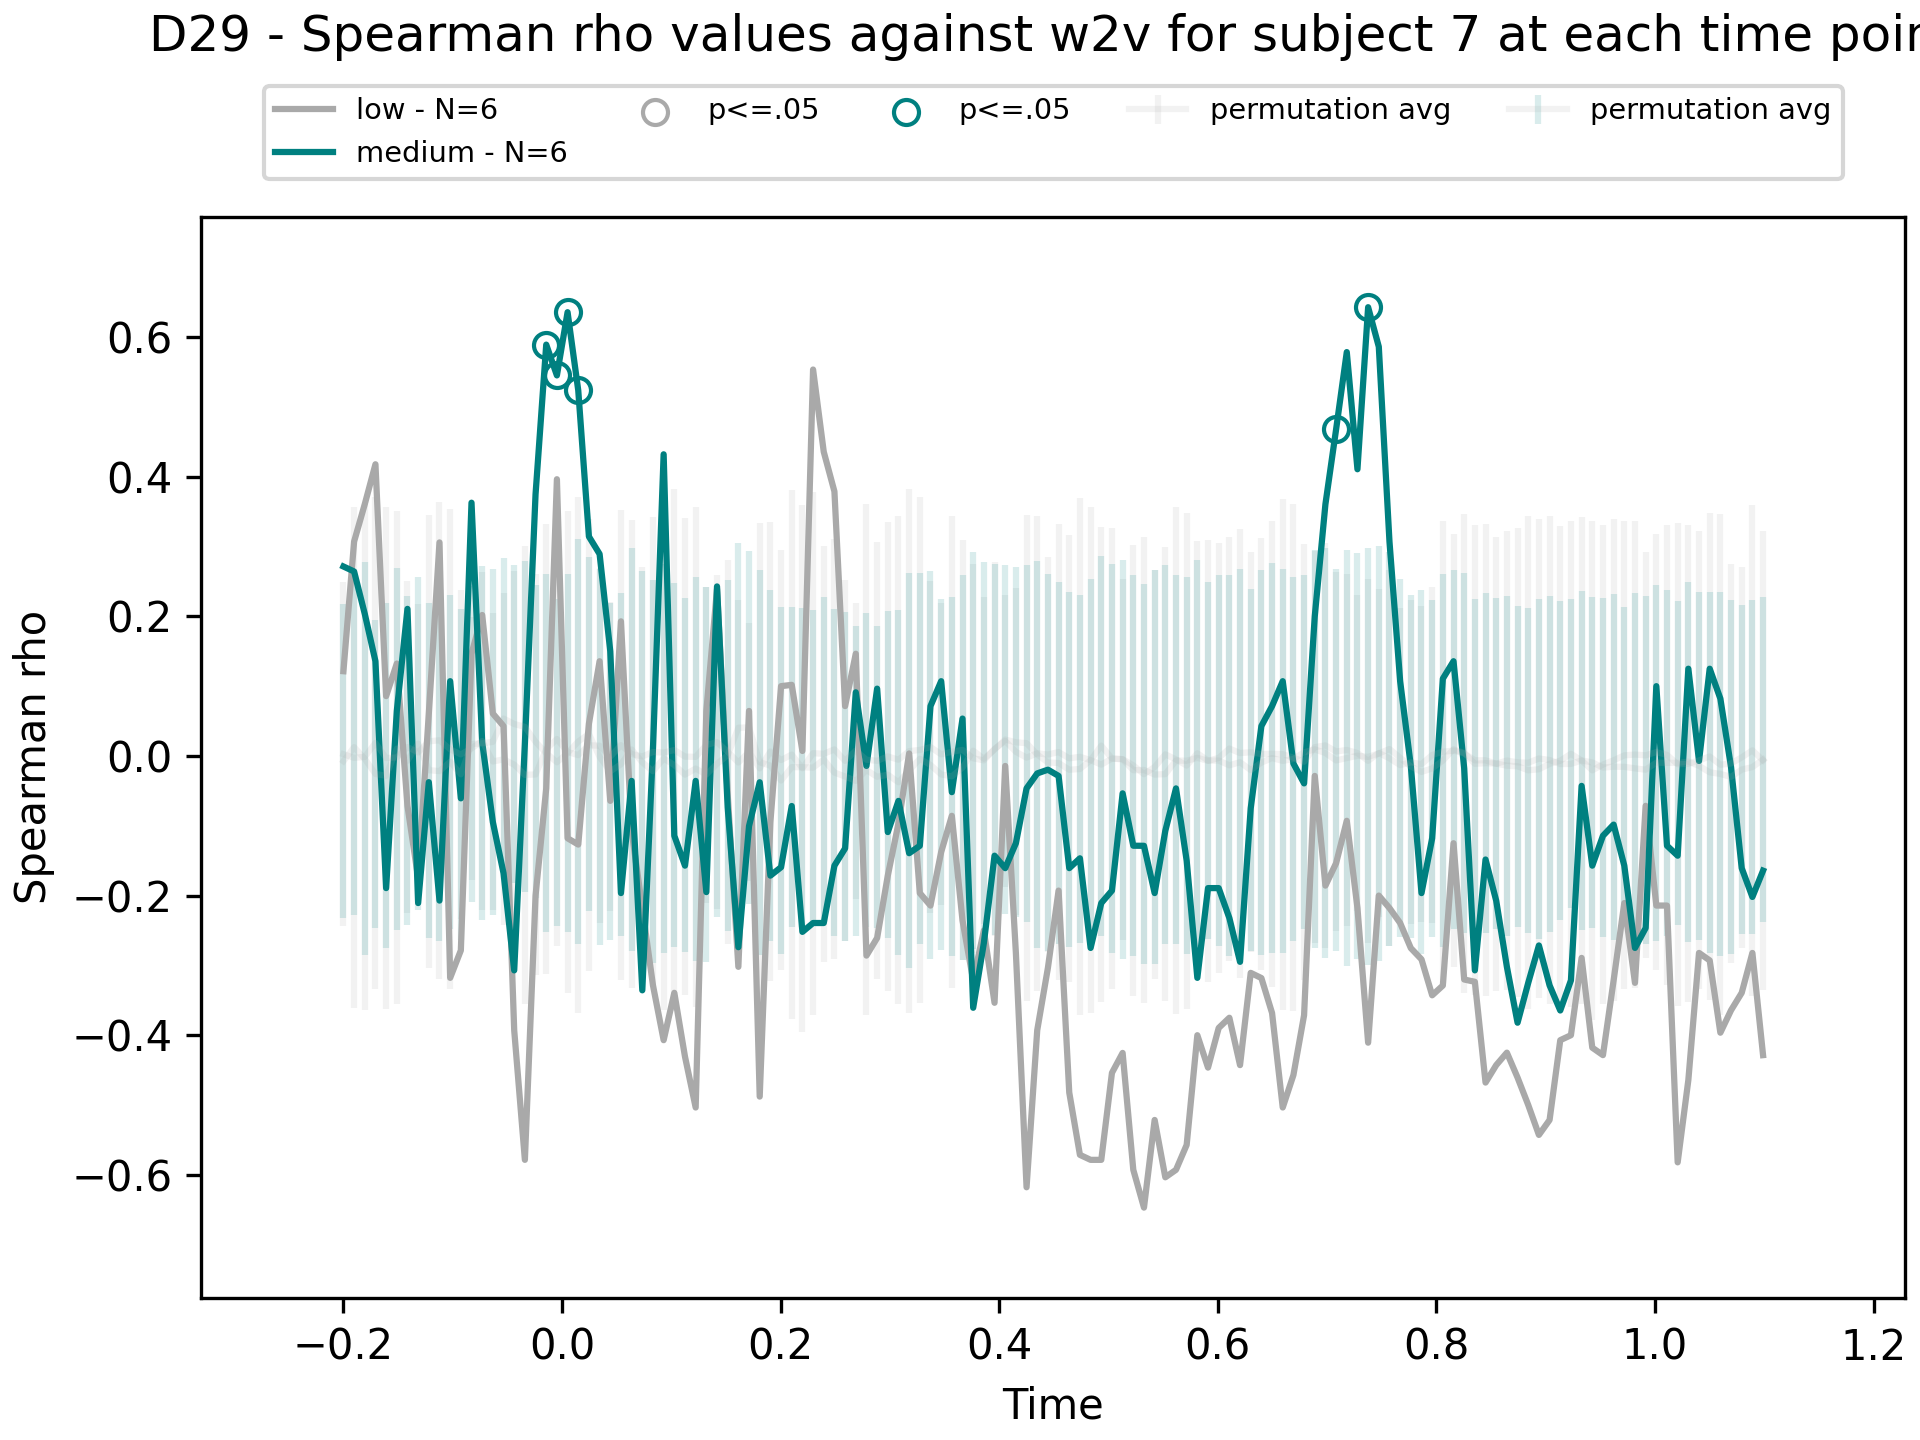 D29 - Spearman rho values against w2v for subject 7 at each time
low - N=6 p<=.05 p<=.05 permutation avg permutation avg
medium - N=6
Spearman rho
0.6
0.4
0.2
0.0
−0.2
−0.4
−0.6
−0.2 0.0 0.2 0.4 0.6 0.8 1.0 1.2
Time